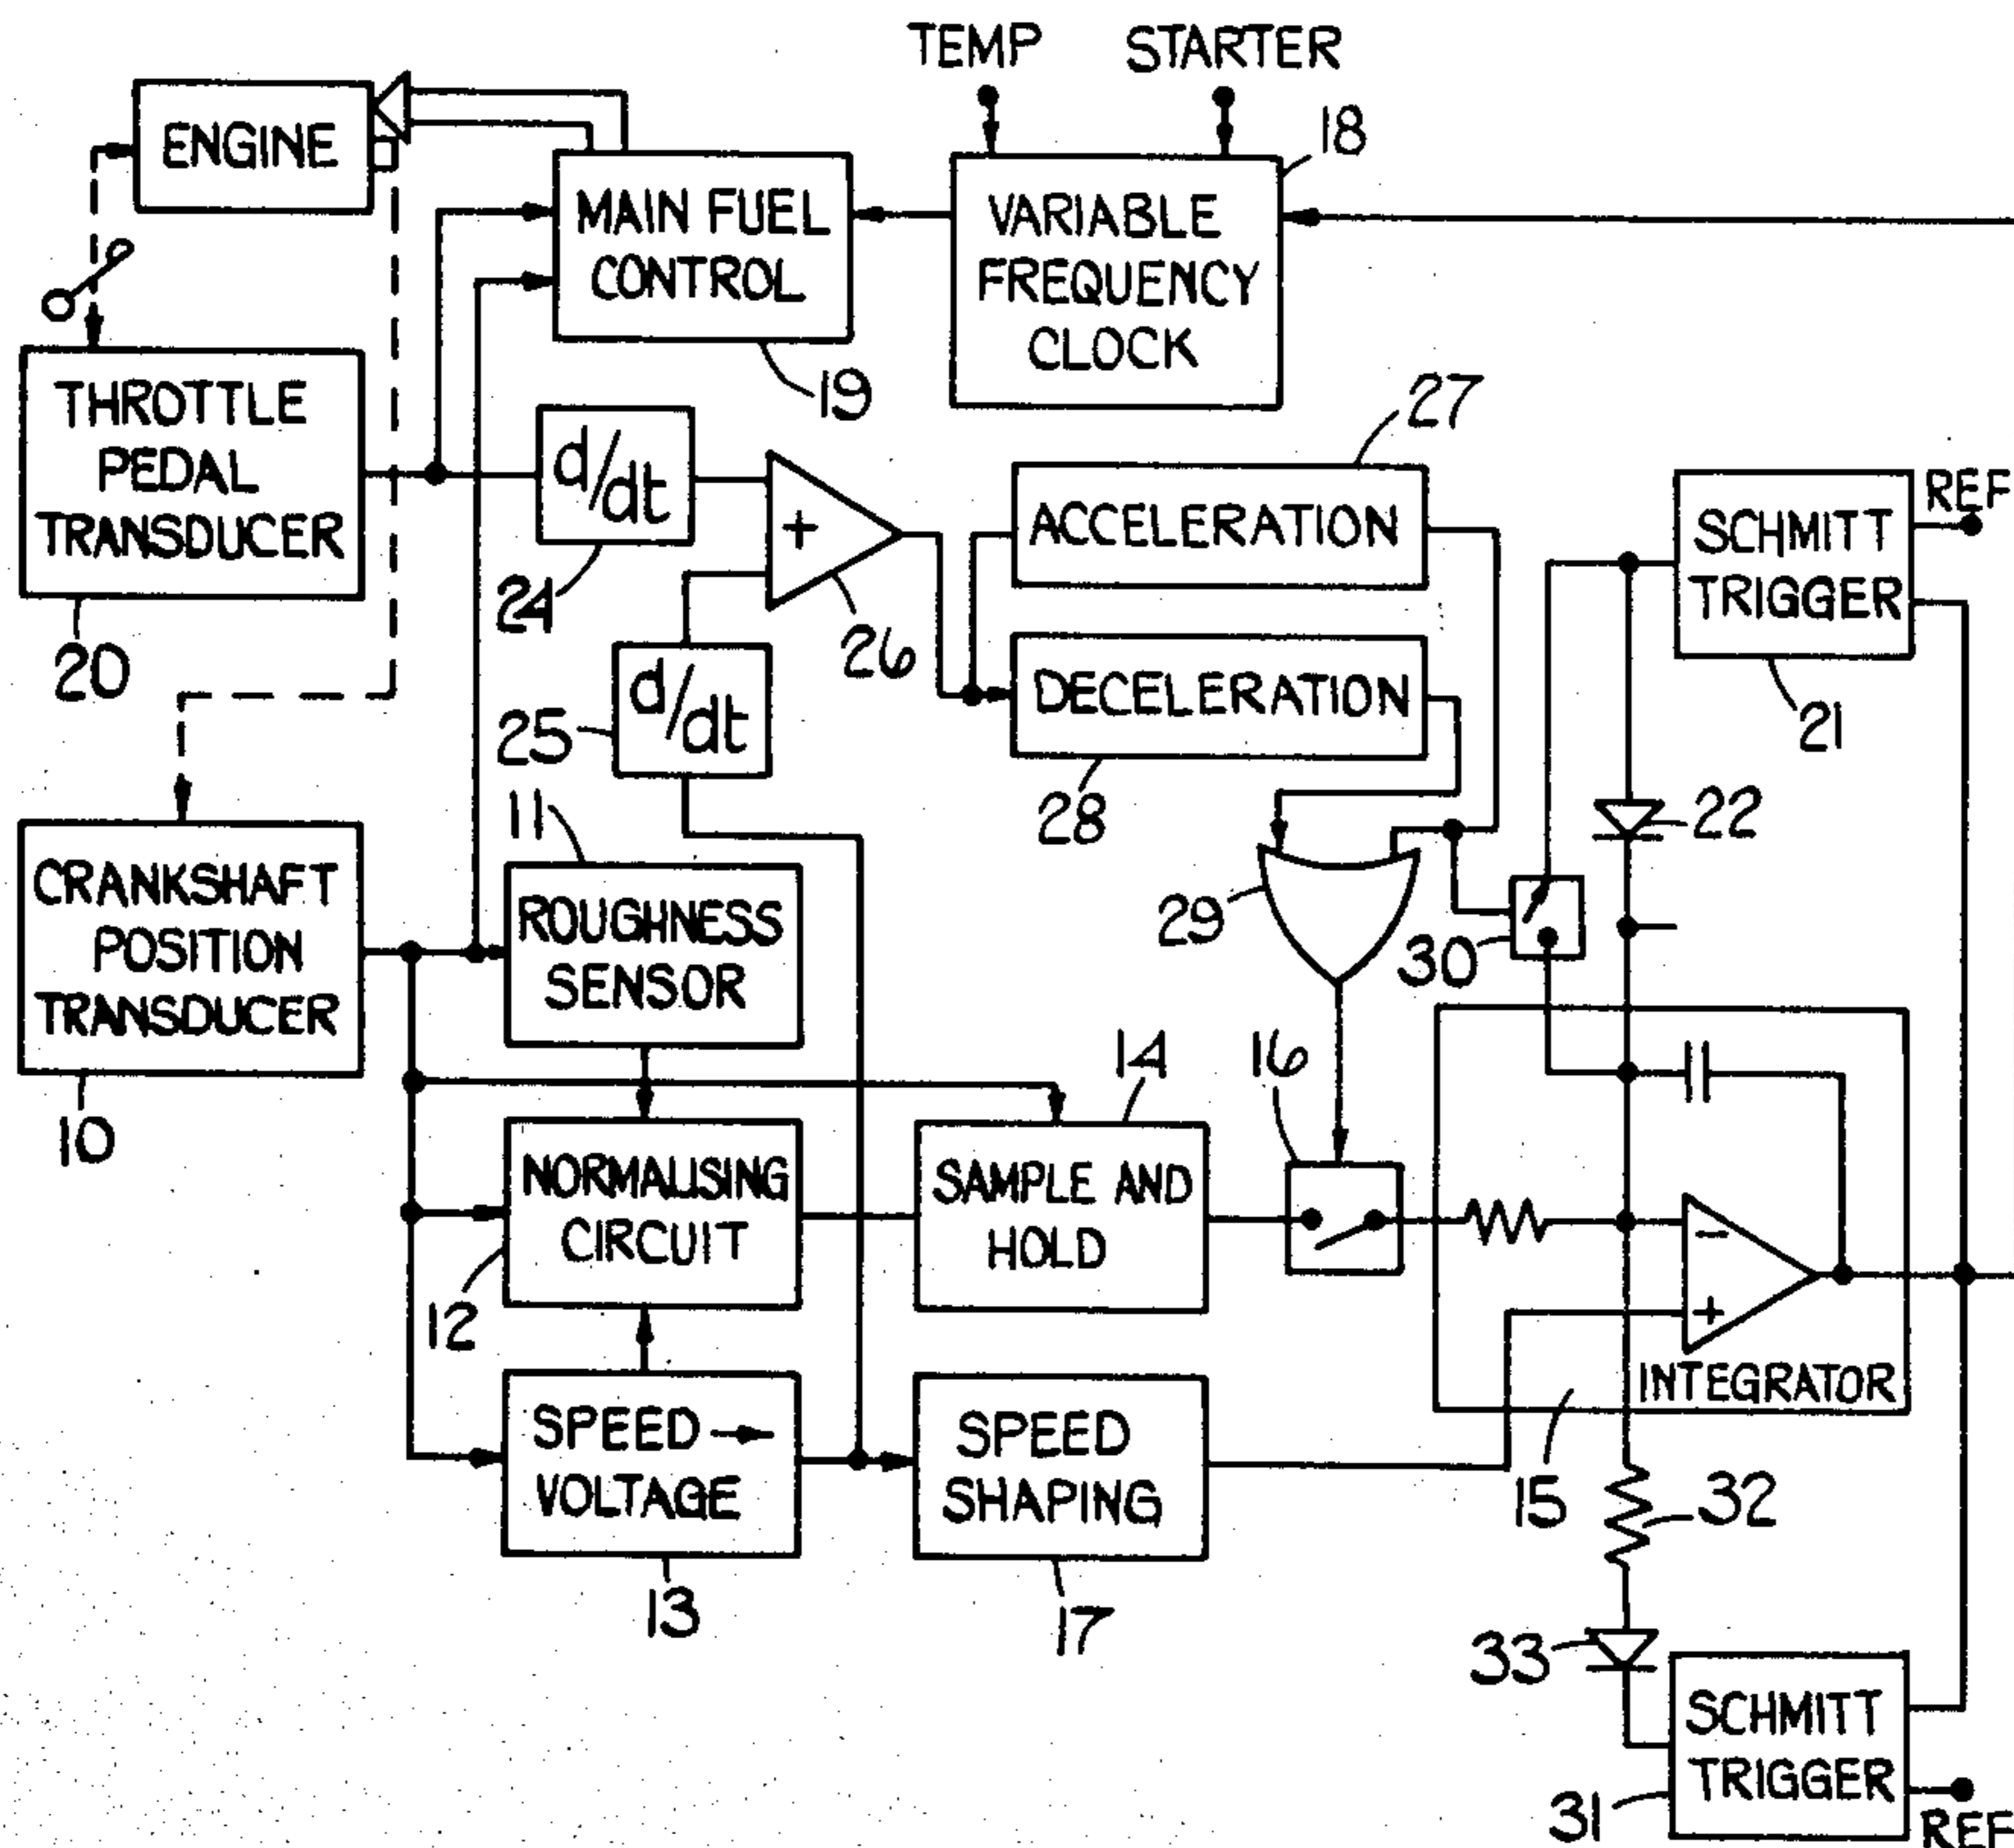 TEMP STARTER
ENGINE
18
MAIN FUEL
CONTROL
VARIABLE
FREQUENCY
CLOCK
19
THROTTLE
PEDAL
TRANSDUCER
20
d/dt
24
+
26
27
ACCELERATION
SCHMITT
TRIGGER
REF
21
d/dt
25
DECELERATION
28
22
11
CRANKSHAFT
POSITION
TRANSDUCER
10
ROUGHNESS
SENSOR
29
30
14
16
NORMALISING
CIRCUIT
12
SAMPLE AND
HOLD
-
+
INTEGRATOR
15
SPEED →
VOLTAGE
13
SPEED
SHAPING
17
32
33
SCHMITT
TRIGGER
31
REF